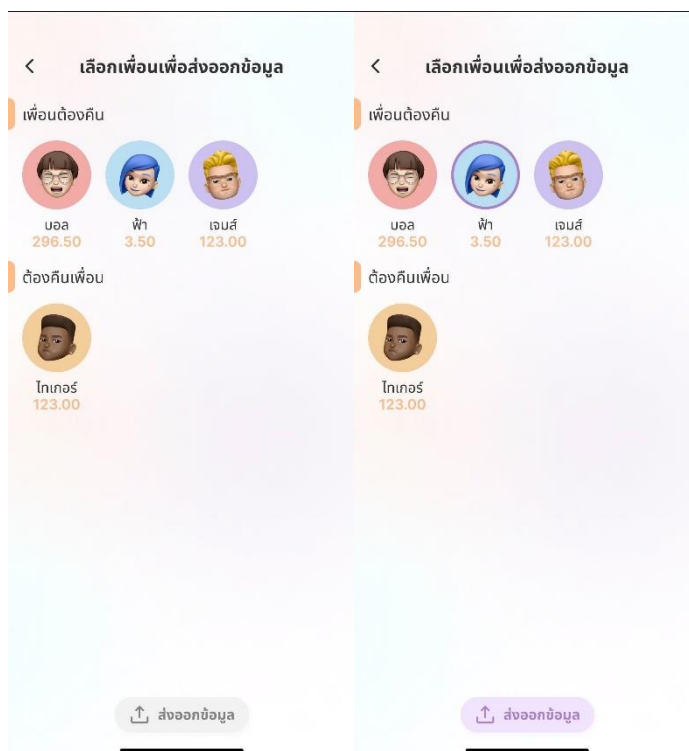 เลือกเพื่อนเพื่อส่งออกข้อมูล
เพื่อนต้องคืน
บอล ฟ้า เจมส์
296.50 3.50 123.00
ต้องคืนเพื่อน
ไทเกอร์
123.00
ส่งออกข้อมูล
เลือกเพื่อนเพื่อส่งออกข้อมูล
เพื่อนต้องคืน
บอล ฟ้า เจมส์
296.50 3.50 123.00
ต้องคืนเพื่อน
ไทเกอร์
123.00
ส่งออกข้อมูล